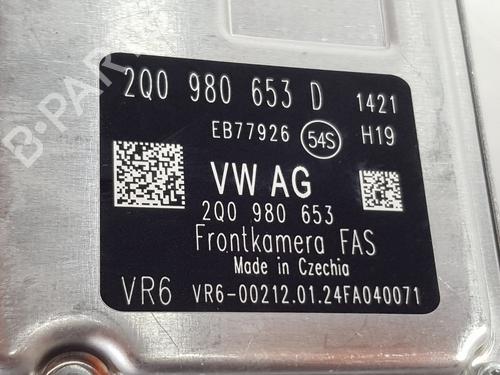 2Q0 980 653 D 1421
EB77926 54S H19
VW AG
2Q0 980 653
Frontkamera FAS
Made in Czechia
VR6 VR6-00212.01.24FA040071
B-PARTS